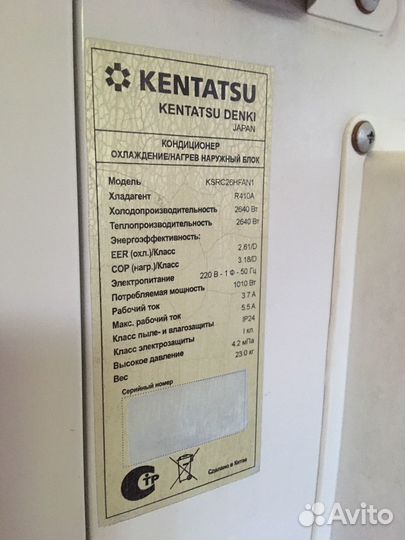 KENTATSU
KENTATSU DENKI
JAPAN
КОНДИЦИОНЕР
ОХЛАЖДЕНИЕ/НАГРЕВ НАРУЖНЫЙ БЛОК
Модель KSRC26HFAN1
Хладагент R410A
Холодопроизводительность 2640 Вт
Теплопроизводительность 2640 Вт
Энергоэффективность:
EER (охл.)/Класс 2.61/D
COP (нагр.)/Класс 3.18/D
Электропитание 220 В - 1 Ф - 50 Гц
Потребляемая мощность 1010 Вт
Рабочий ток 3.7 А
Макс. рабочий ток 5.5 А
Класс пыле- и влагозащиты IP24
Класс электрозащиты I кл.
Высокое давление 4.2 мПа
Вес 23.0 кг
Серийный номер
Сделано в Китае
Avito